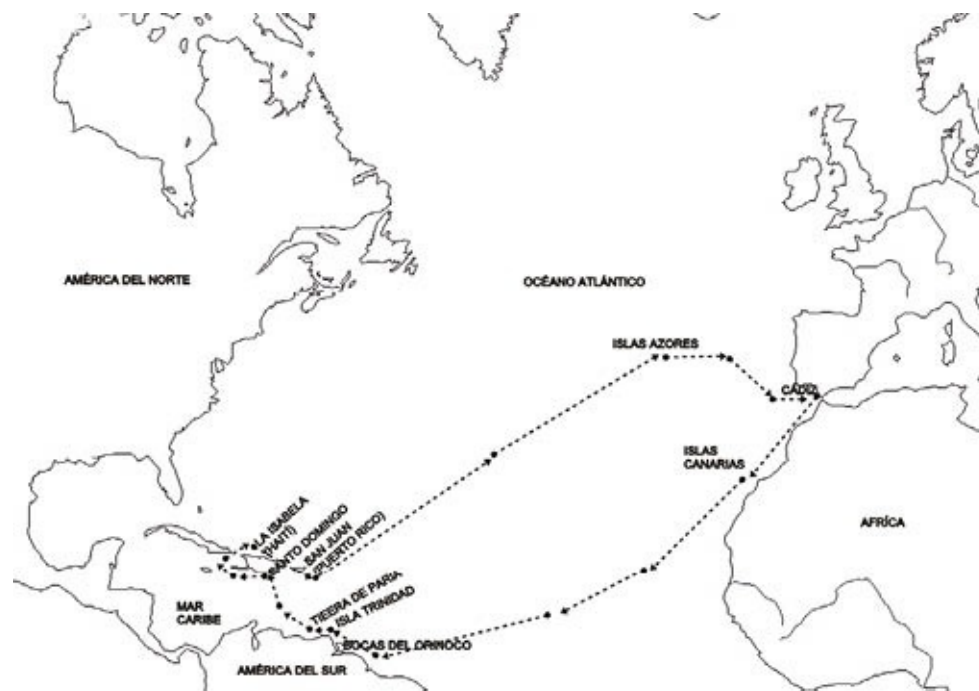 AMÉRICA DEL NORTE
OCÉANO ATLÁNTICO
ISLAS AZORES
CÁDIZ
ISLAS
CANARIAS
AFRÍCA
LA ISABELA
(HAITÍ)
SANTO DOMINGO
SAN JUAN
(PUERTO RICO)
MAR
CARIBE
TIERRA DE PARIA
ISLA TRINIDAD
BOCAS DEL ORINOCO
AMÉRICA DEL SUR